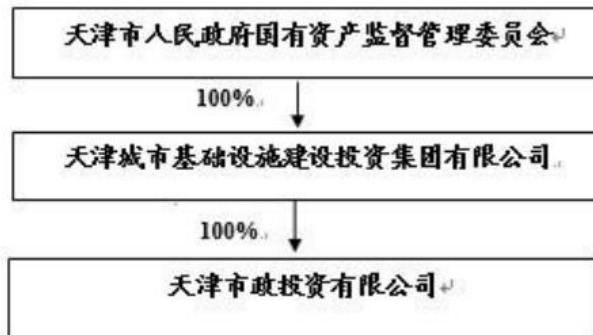 天津市人民政府国有资产监督管理委员会
100%
天津城市基础设施建设投资集团有限公司
100%
天津市政投资有限公司